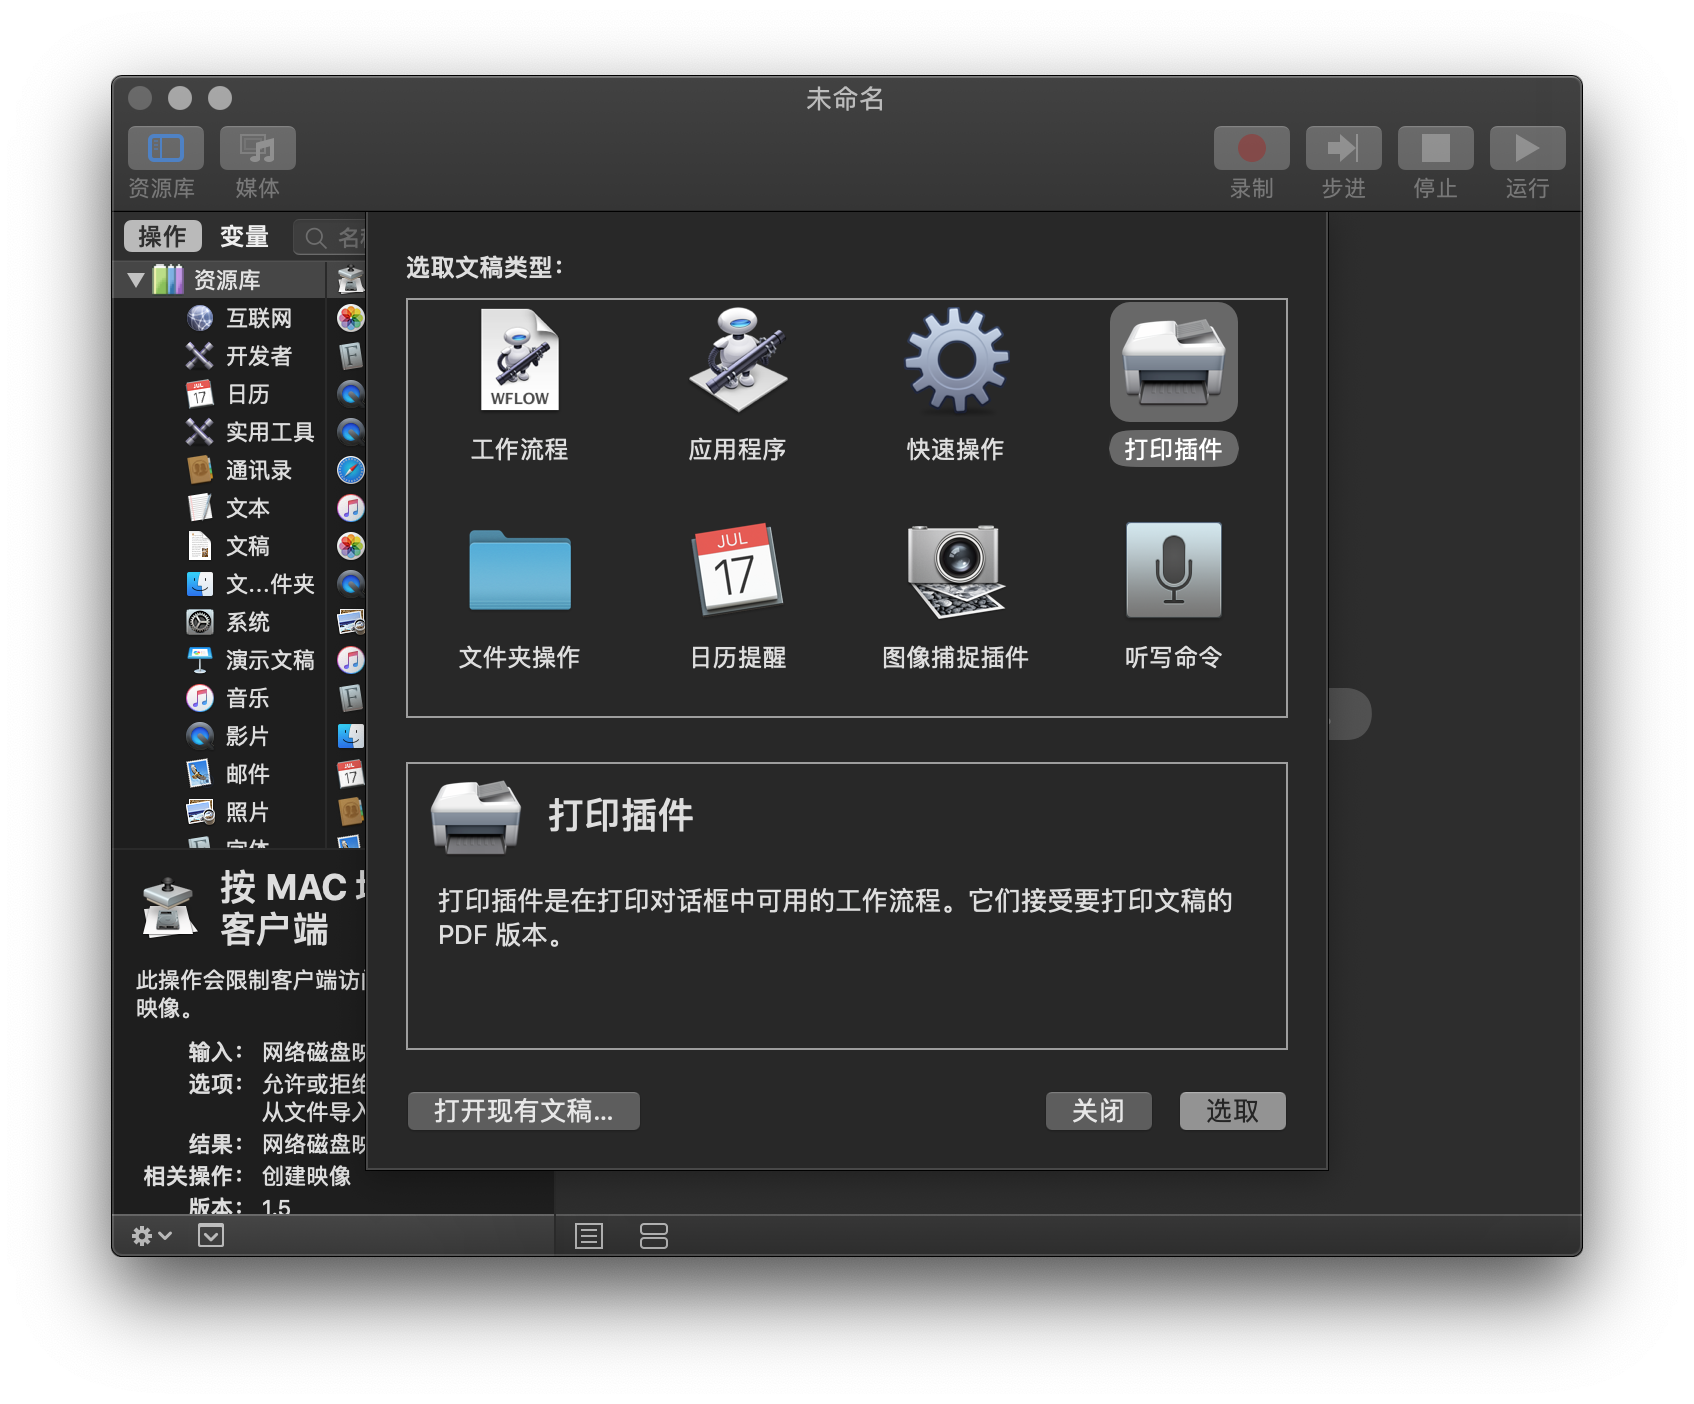 未命名
资源库
媒体
录制
步进
停止
运行
操作
变量
名
资源库
互联网
开发者
日历
实用工具
通讯录
文本
文稿
文...件夹
系统
演示文稿
音乐
影片
邮件
照片
字体
按 MAC
客户端
此操作会限制客户端访
映像。
输入： 网络磁盘映
选项： 允许或拒绝
从文件导入
结果： 网络磁盘映
相关操作： 创建映像
版本： 1.5
选取文稿类型：
WFLOW
工作流程
应用程序
快速操作
打印插件
JUL
17
文件夹操作
日历提醒
图像捕捉插件
听写命令
打印插件
打印插件是在打印对话框中可用的工作流程。它们接受要打印文稿的
PDF 版本。
打开现有文稿...
关闭
选取